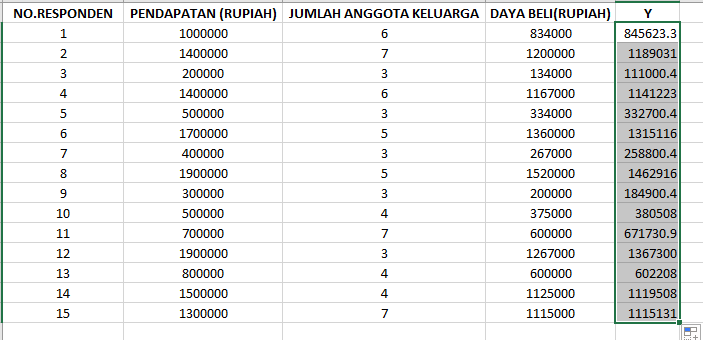 NO.RESPONDEN PENDAPATAN (RUPIAH) JUMLAH ANGGOTA KELUARGA DAYA BELI(RUPIAH) Y
1 1000000 6 834000 845623.3
2 1400000 7 1200000 1189031
3 200000 3 134000 111000.4
4 1400000 6 1167000 1141223
5 500000 3 334000 332700.4
6 1700000 5 1360000 1315116
7 400000 3 267000 258800.4
8 1900000 5 1520000 1462916
9 300000 3 200000 184900.4
10 500000 4 375000 380508
11 700000 7 600000 671730.9
12 1900000 3 1267000 1367300
13 800000 4 600000 602208
14 1500000 4 1125000 1119508
15 1300000 7 1115000 1115131